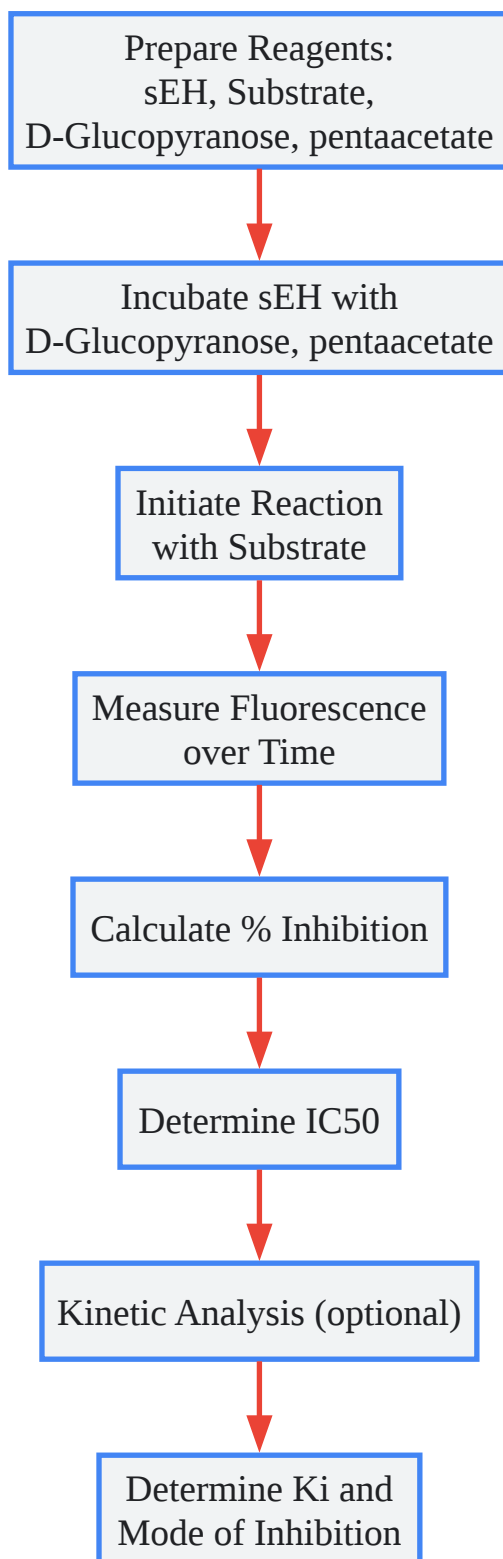 Prepare Reagents:
sEH, Substrate,
D-Glucopyranose, pentaacetate
Incubate sEH with
D-Glucopyranose, pentaacetate
Initiate Reaction
with Substrate
Measure Fluorescence
over Time
Calculate % Inhibition
Determine IC50
Kinetic Analysis (optional)
Determine Ki and
Mode of Inhibition